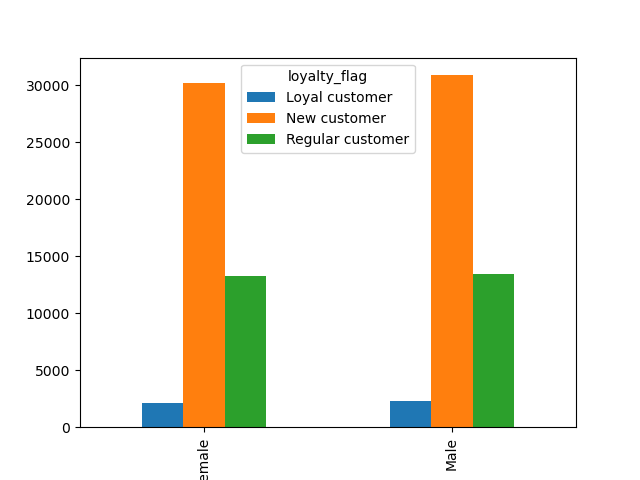 loyalty_flag
Loyal customer
New customer
Regular customer
30000
25000
20000
15000
10000
5000
0
emale
Male